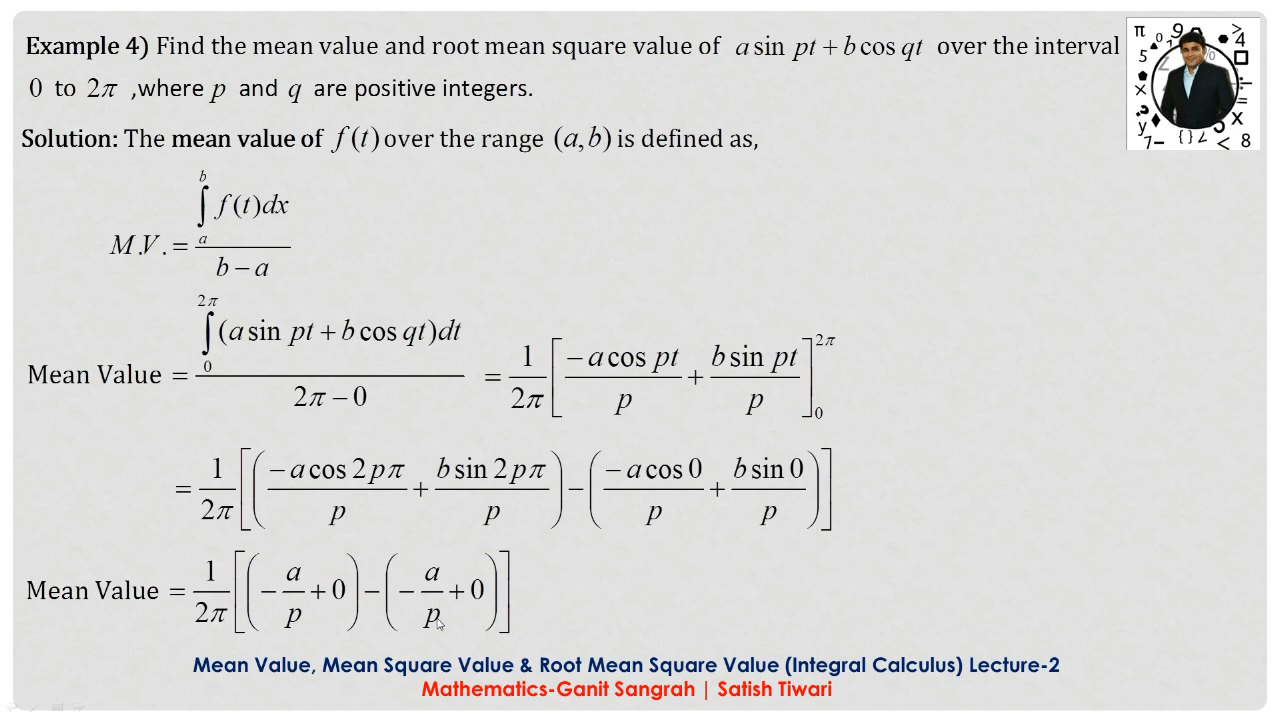 Example 4) Find the mean value and root mean square value of a sin pt + b cos qt over the interval
0 to 2π ,where p and q are positive integers.
Solution: The mean value of f(t) over the range (a,b) is defined as,
M.V. = ∫_a^b f(t)dx / (b − a)
Mean Value = ∫_0^{2π} (a sin pt + b cos qt)dt / (2π − 0) = 1/2π [ −a cos pt / p + b sin pt / p ]_0^{2π}
= 1/2π [ ( −a cos 2pπ / p + b sin 2pπ / p ) − ( −a cos 0 / p + b sin 0 / p ) ]
Mean Value = 1/2π [ ( − a/p + 0 ) − ( − a/p + 0 ) ]
Mean Value, Mean Square Value & Root Mean Square Value (Integral Calculus) Lecture-2
Mathematics-Ganit Sangrah | Satish Tiwari